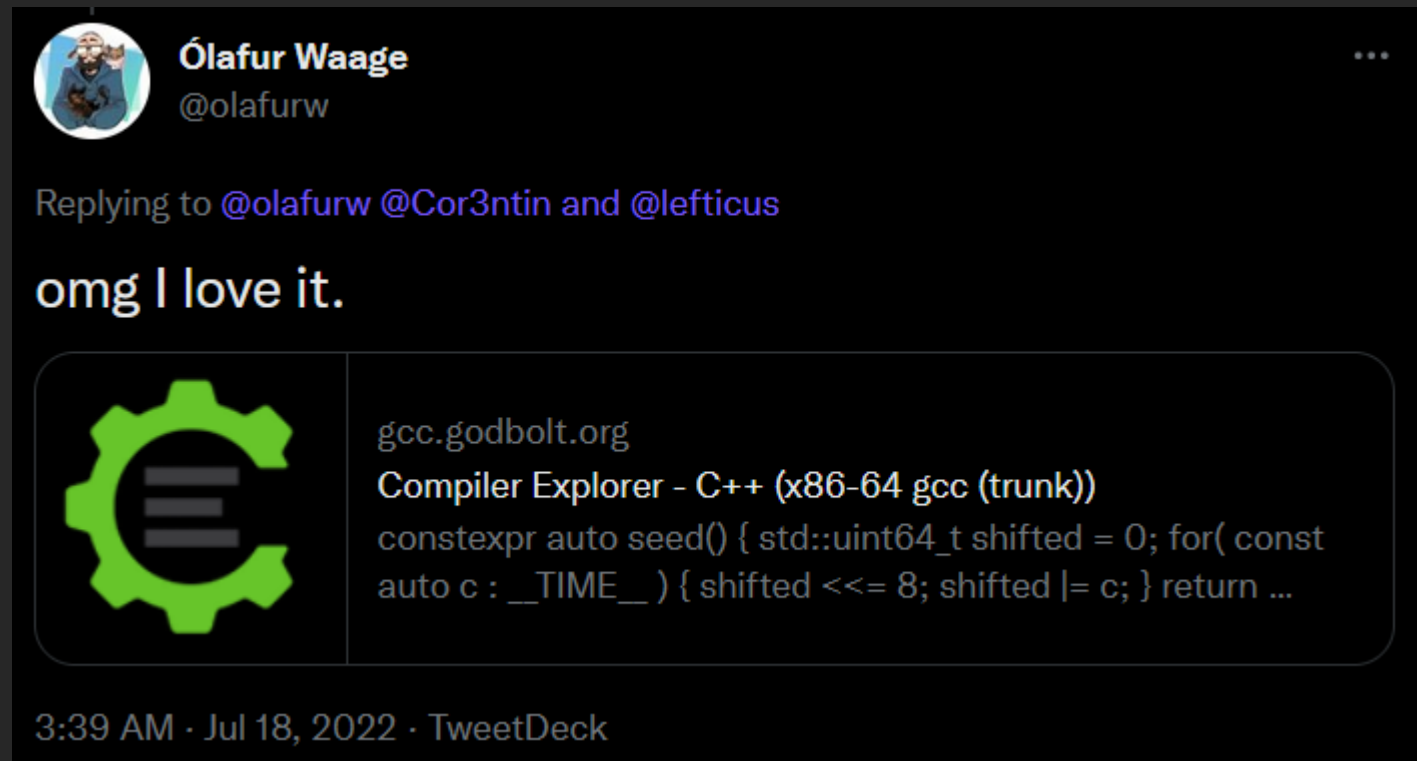 Ólafur Waage
@olafurw
Replying to @olafurw @Cor3ntin and @lefticus
omg I love it.
gcc.godbolt.org
Compiler Explorer - C++ (x86-64 gcc (trunk))
constexpr auto seed() { std::uint64_t shifted = 0; for( const
auto c : __TIME__ ) { shifted <<= 8; shifted |= c; } return ...
3:39 AM · Jul 18, 2022 · TweetDeck